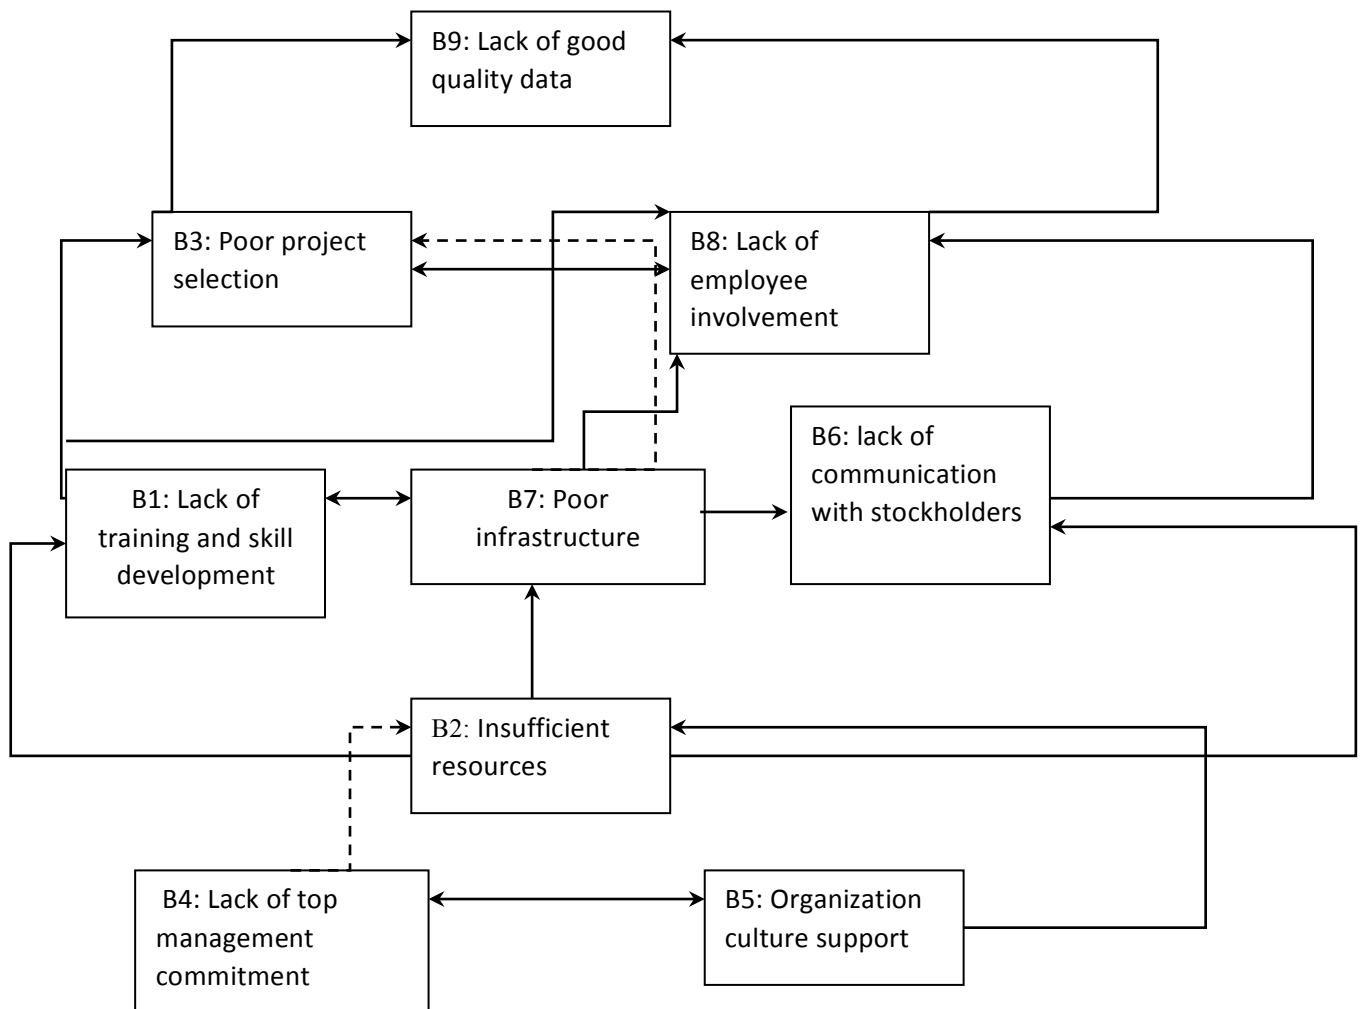 B9: Lack of good
quality data
B3: Poor project
selection
B8: Lack of
employee
involvement
B6: lack of
communication
with stockholders
B1: Lack of
training and skill
development
B7: Poor
infrastructure
B2: Insufficient
resources
B4: Lack of top
management
commitment
B5: Organization
culture support